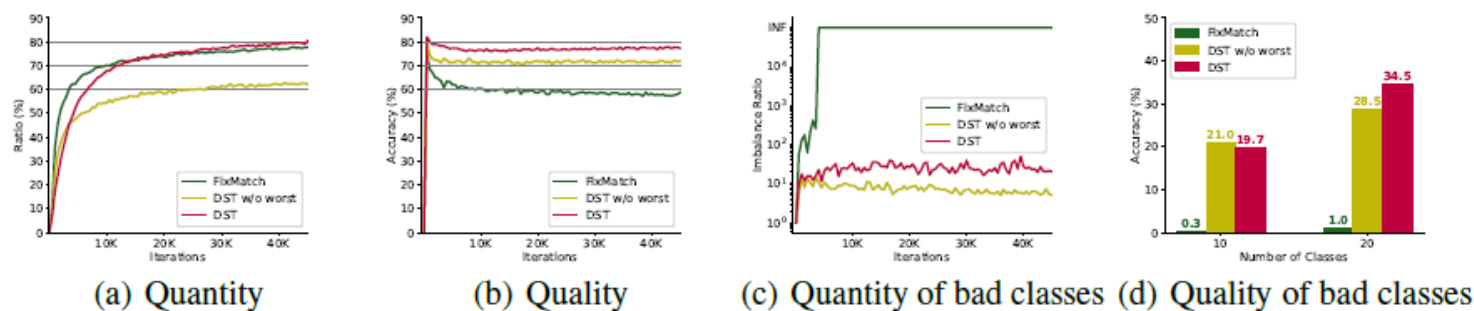 90
80
70
60
50
40
30
20
10
0
Ratio (%)
FixMatch
DST w/o worst
DST
10K 20K 30K 40K
Iterations
(a) Quantity
90
80
70
60
50
40
30
20
10
0
Accuracy (%)
FixMatch
DST w/o worst
DST
10K 20K 30K 40K
Iterations
(b) Quality
INF
10^4
10^3
10^2
10^1
10^0
Imbalance Ratio
FixMatch
DST w/o worst
DST
10K 20K 30K 40K
Iterations
(c) Quantity of bad classes
50
40
30
20
10
0
Accuracy (%)
FixMatch
DST w/o worst
DST
0.3 21.0 19.7
1.0 28.5 34.5
10 20
Number of Classes
(d) Quality of bad classes